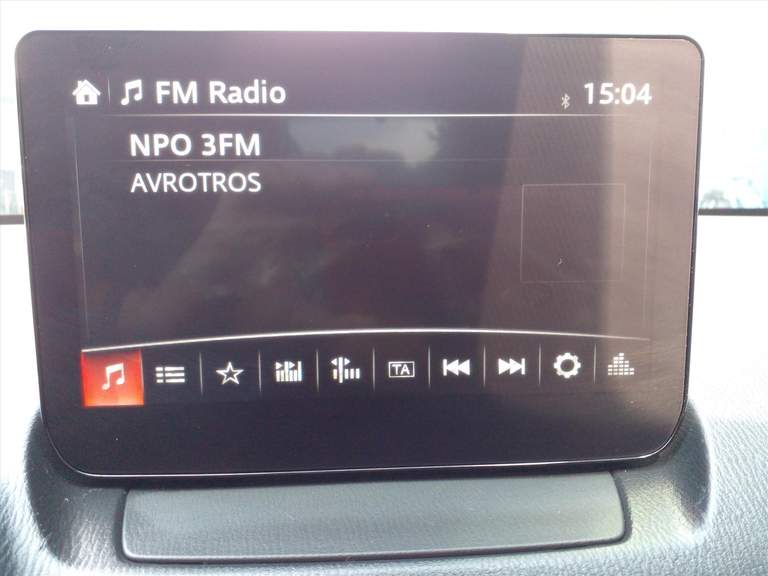 FM Radio 15:04
NPO 3FM
AVROTROS
TA